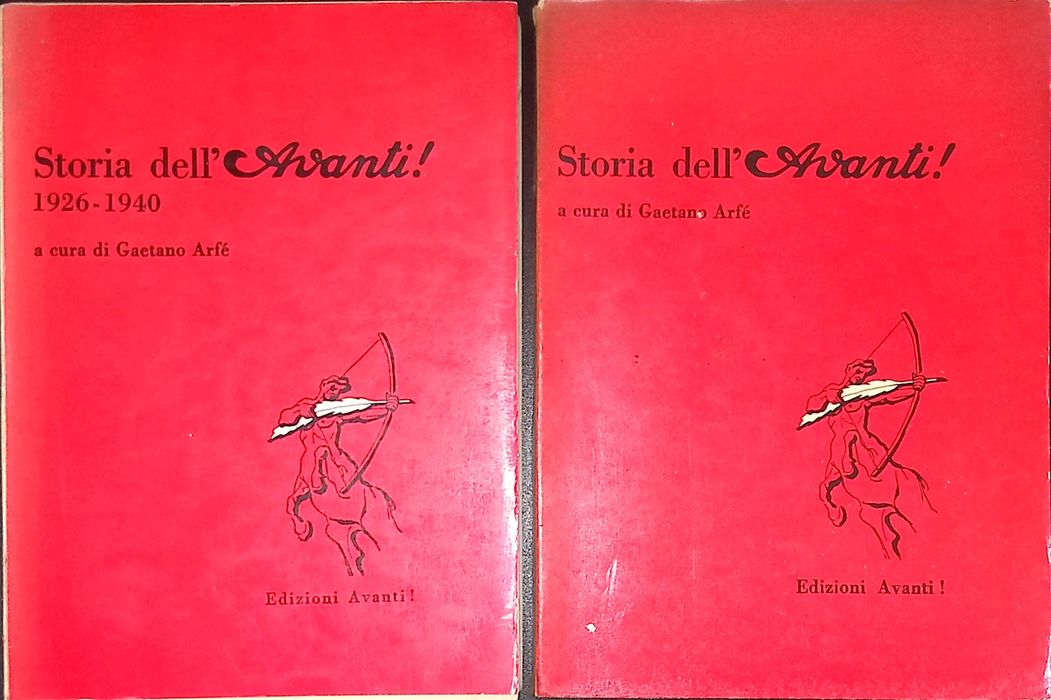 Storia dell'Avanti!
1926-1940
a cura di Gaetano Arfé
Edizioni Avanti!
Storia dell'Avanti!
a cura di Gaetano Arfé
Edizioni Avanti!